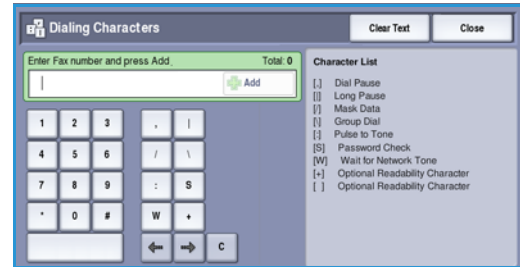 Dialing Characters
Clear Text
Close
Enter Fax number and press Add.
Total: 0
Add
1 2 3 , |
4 5 6 / \
7 8 9 : S
* 0 # W +
C
Character List
[,] Dial Pause
[|] Long Pause
[/] Mask Data
[\] Group Dial
[:] Pulse to Tone
[S] Password Check
[W] Wait for Network Tone
[+] Optional Readability Character
[ ] Optional Readability Character